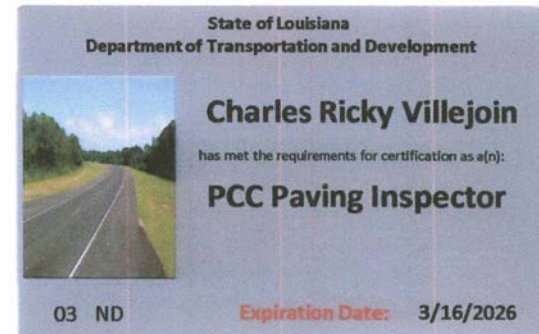 State of Louisiana
Department of Transportation and Development
Charles Ricky Villejoin
has met the requirements for certification as a(n):
PCC Paving Inspector
03 ND Expiration Date: 3/16/2026